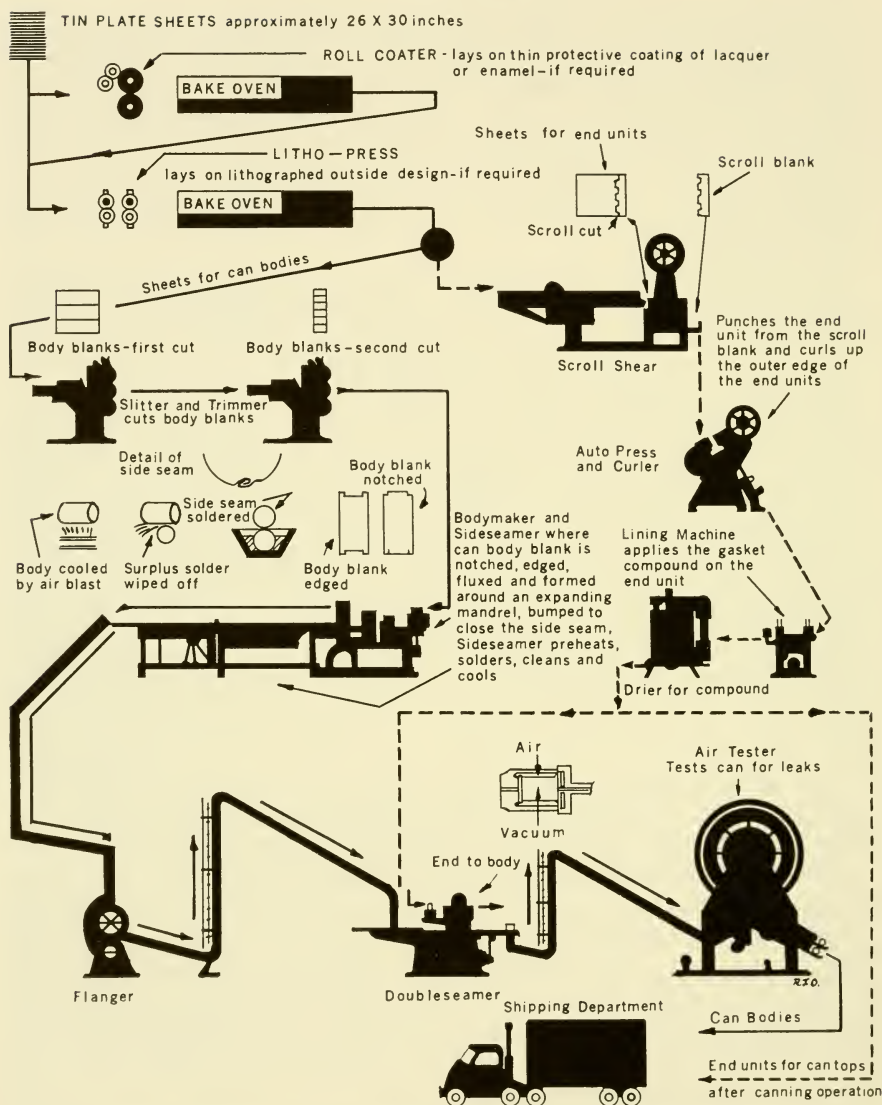 TIN PLATE SHEETS approximately 26 X 30 inches
ROLL COATER - lays on thin protective coating of lacquer
or enamel-if required
BAKE OVEN
LITHO-PRESS
lays on lithographed outside design-if required
BAKE OVEN
Sheets for end units
Scroll blank
Scroll cut
Sheets for can bodies
Body blanks-first cut
Body blanks-second cut
Scroll Shear
Punches the end
unit from the scroll
blank and curls up
the outer edge of
the end units
Slitter and Trimmer
cuts body blanks
Auto Press
and Curler
Detail of
side seam
Body blank
notched
Side seam
soldered
Body cooled
by air blast
Surplus solder
wiped off
Body blank
edged
Bodymaker and
Sideseamer where
can body blank is
notched, edged,
fluxed and formed
around an expanding
mandrel, bumped to
close the side seam,
Sideseamer preheats,
solders, cleans and
cools
Lining Machine
applies the gasket
compound on the
end unit
Drier for compound
Air
Vacuum
Air Tester
Tests can for leaks
End to body
Flanger
Doubleseamer
R.I.O.
Shipping Department
Can Bodies
End units for can tops
after canning operation